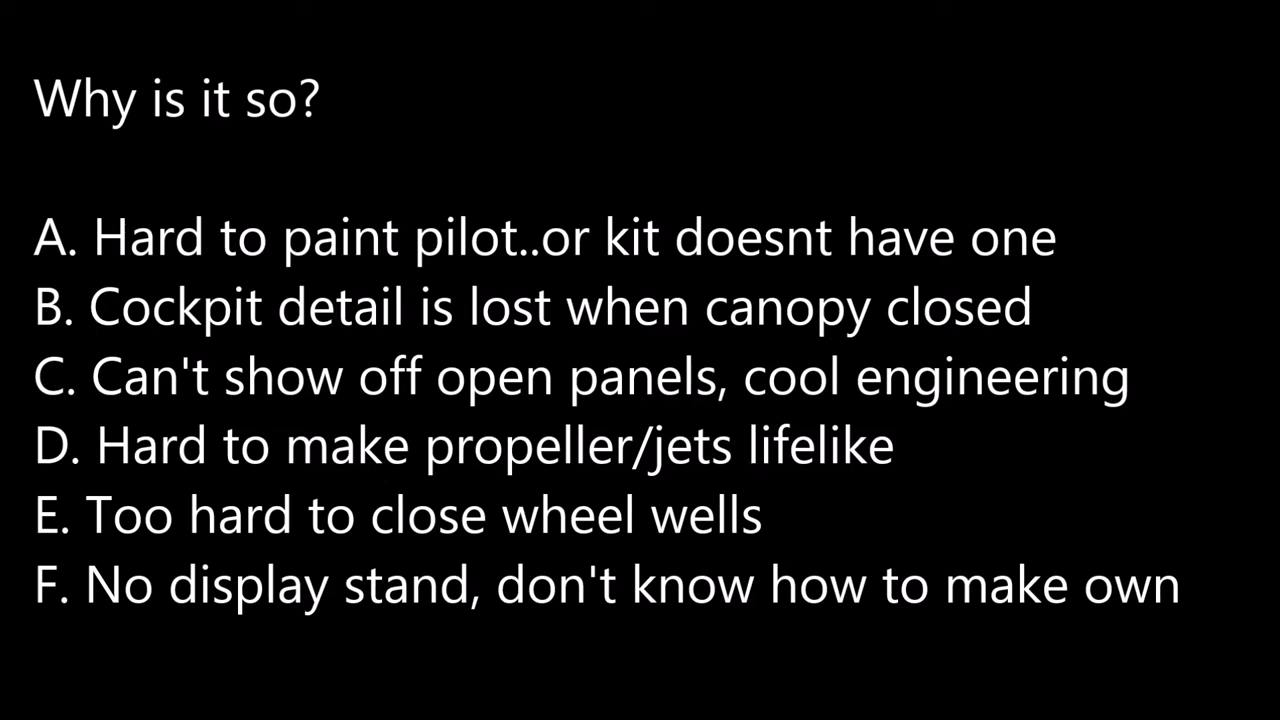 Why is it so?
A. Hard to paint pilot..or kit doesnt have one
B. Cockpit detail is lost when canopy closed
C. Can't show off open panels, cool engineering
D. Hard to make propeller/jets lifelike
E. Too hard to close wheel wells
F. No display stand, don't know how to make own